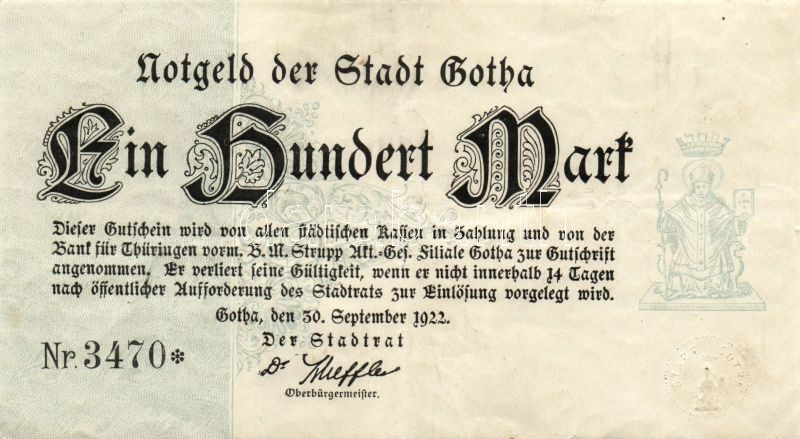 Notgeld der Stadt Gotha
Ein Hundert Mark
Dieser Gutschein wird von allen städtischen Kassen in Zahlung und von der
Bank für Thüringen vorm. B. M. Strupp Akt.-Ges. Filiale Gotha zur Gutschrift
angenommen. Er verliert seine Gültigkeit, wenn er nicht innerhalb 14 Tagen
nach öffentlicher Aufforderung des Stadtrats zur Einlösung vorgelegt wird.
Gotha, den 30. September 1922.
Der Stadtrat
Nr. 3470*
Dr. Scheffler
Oberbürgermeister.